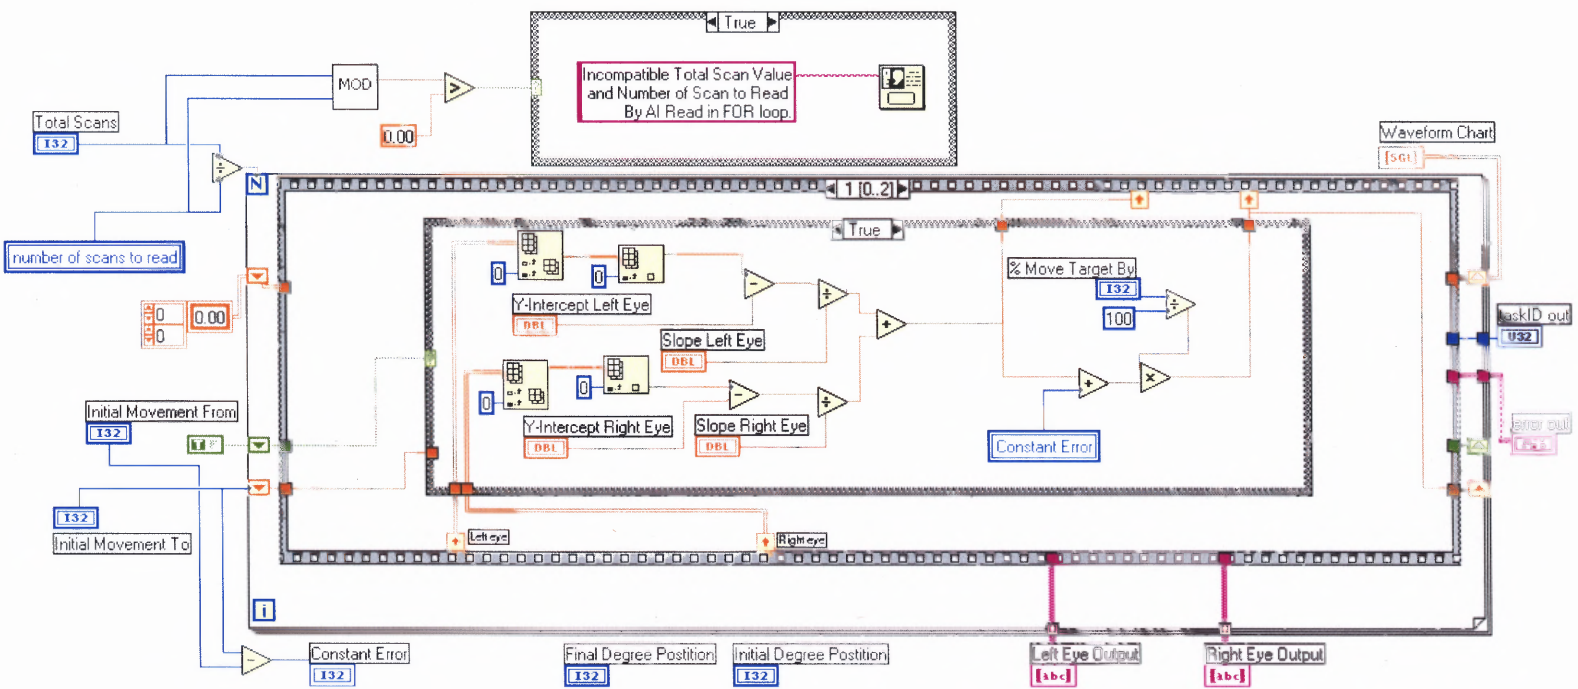 True
Incompatible Total Scan Value
and Number of Scan to Read
By AI Read in FOR loop.
MOD
>
0.00
Total Scans
I32
÷
N
number of scans to read
Waveform Chart
[SGL]
1 [0..2]
True
0
0
Y-Intercept Left Eye
DBL
-
÷
+
Slope Left Eye
DBL
0
0
Y-Intercept Right Eye
DBL
-
÷
Slope Right Eye
DBL
% Move Target By
I32
100
÷
+
x
Constant Error
0
0
0.00
taskID out
U32
error out
Initial Movement From
I32
T F
I32
Initial Movement To
Left eye
Right eye
i
-
Constant Error
I32
Final Degree Postition
I32
Initial Degree Postition
I32
Left Eye Output
[abc]
Right Eye Output
[abc]